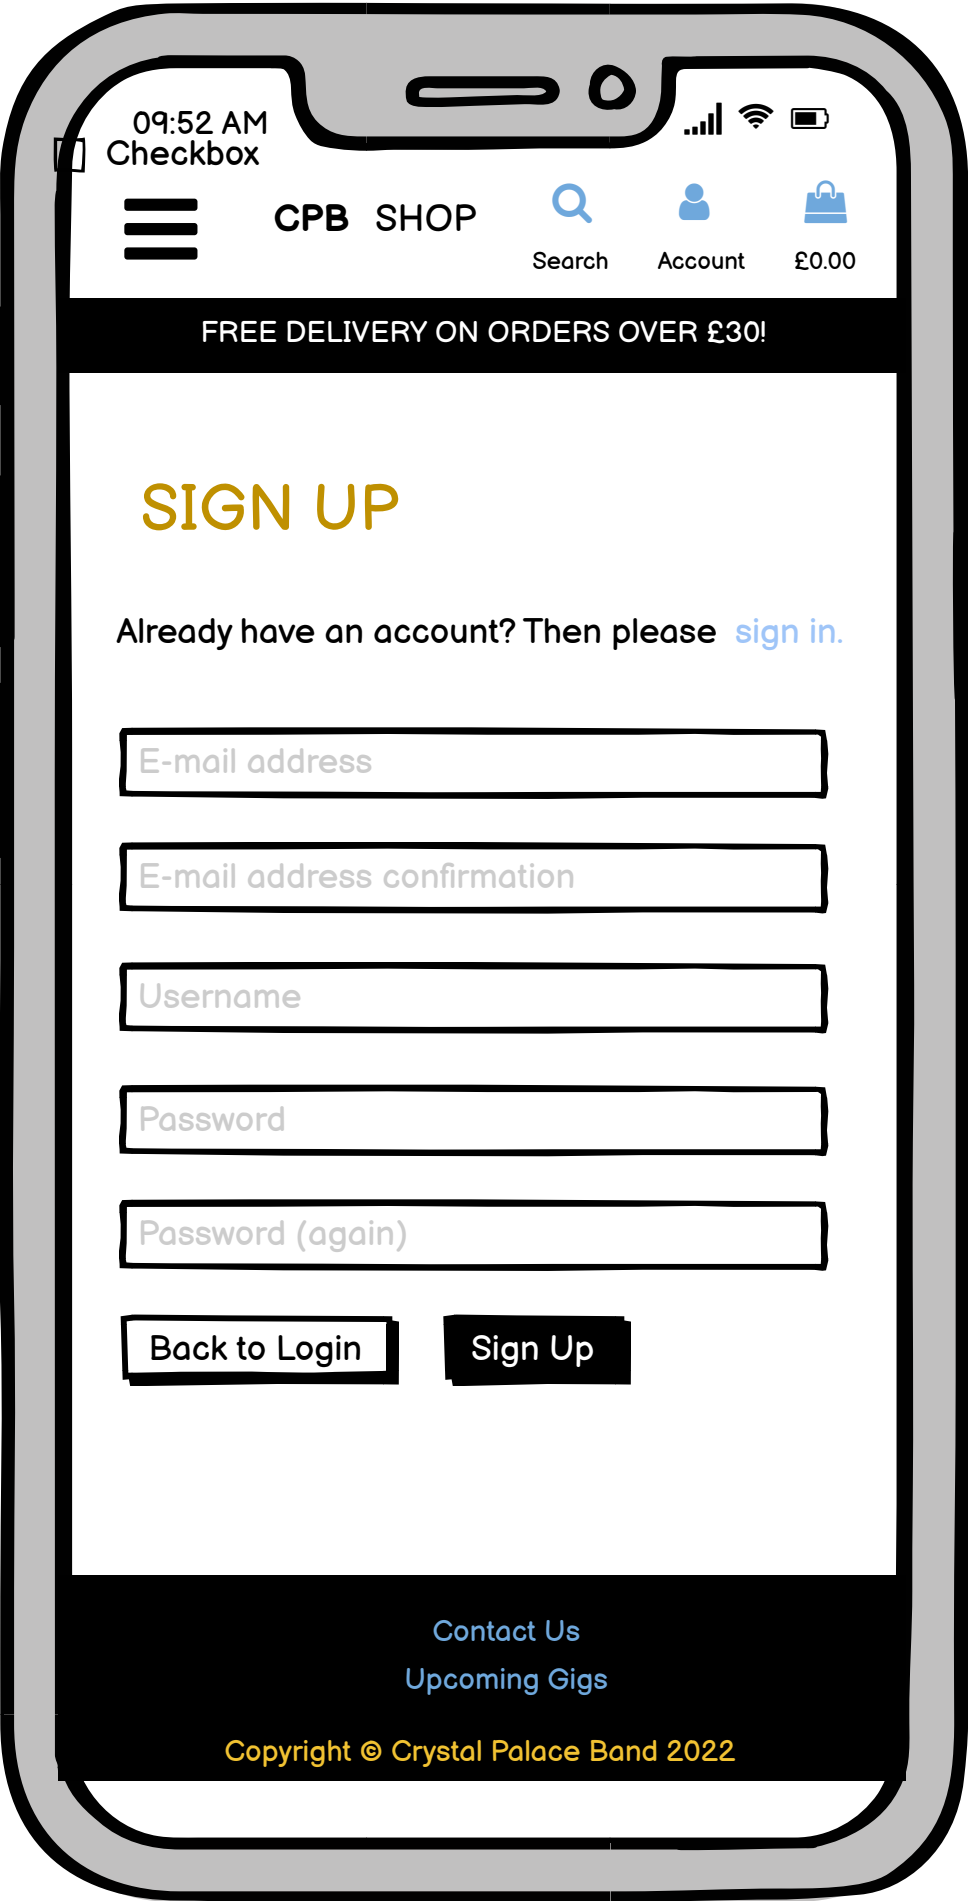 09:52 AM
Checkbox
CPB SHOP
Search Account £0.00
FREE DELIVERY ON ORDERS OVER £30!
SIGN UP
Already have an account? Then please sign in.
E-mail address
E-mail address confirmation
Username
Password
Password (again)
Back to Login Sign Up
Contact Us
Upcoming Gigs
Copyright © Crystal Palace Band 2022